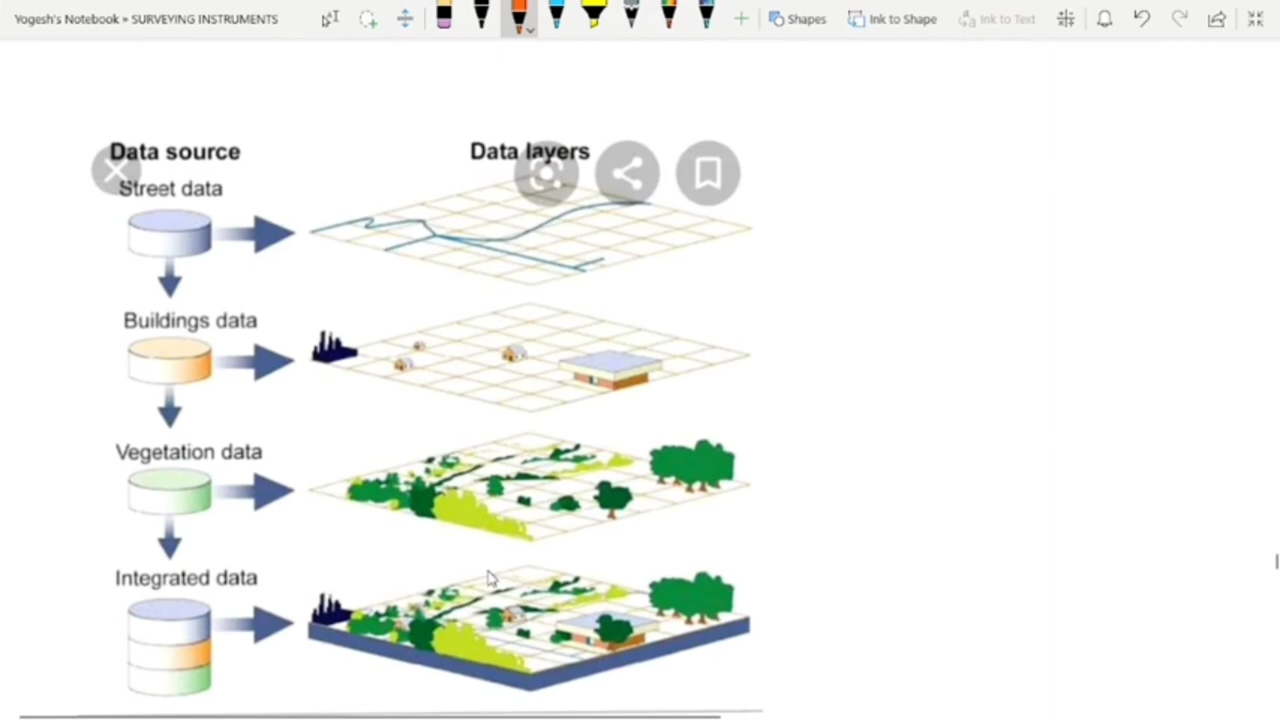 Yogesh's Notebook » SURVEYING INSTRUMENTS
Shapes
Ink to Shape
Ink to Text
Data source
Data layers
Street data
Buildings data
Vegetation data
Integrated data